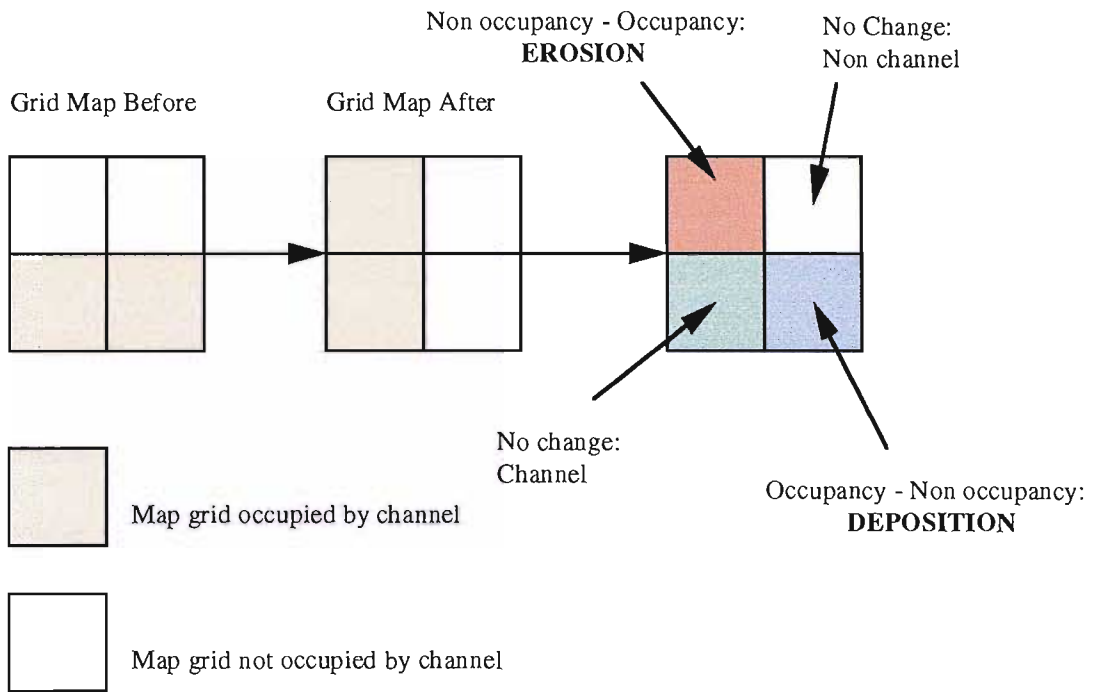 Non occupancy - Occupancy:
EROSION
No Change:
Non channel
Grid Map Before
Grid Map After
No change:
Channel
Occupancy - Non occupancy:
DEPOSITION
Map grid occupied by channel
Map grid not occupied by channel